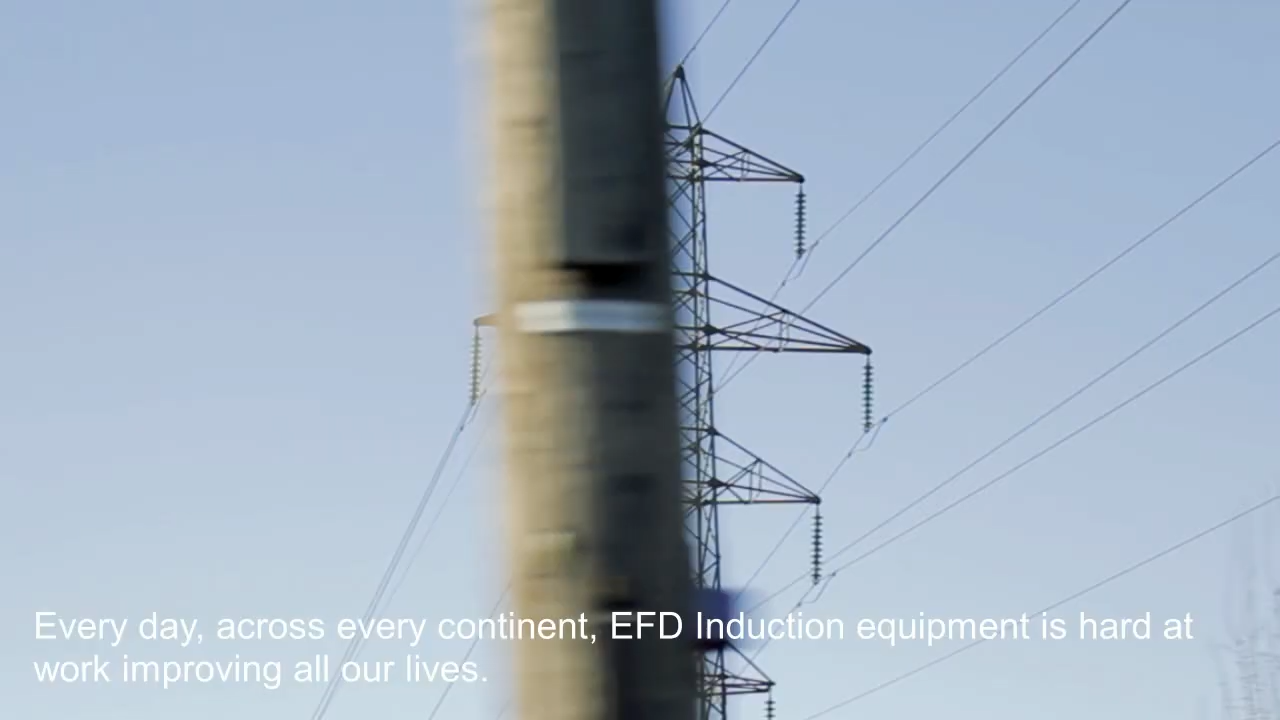 Every day, across every continent, EFD Induction equipment is hard at
work improving all our lives.